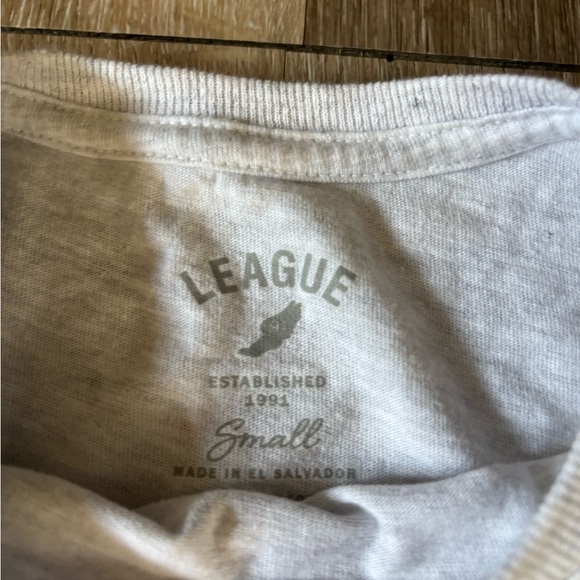 LEAGUE
ESTABLISHED
1991
Small
MADE IN EL SALVADOR